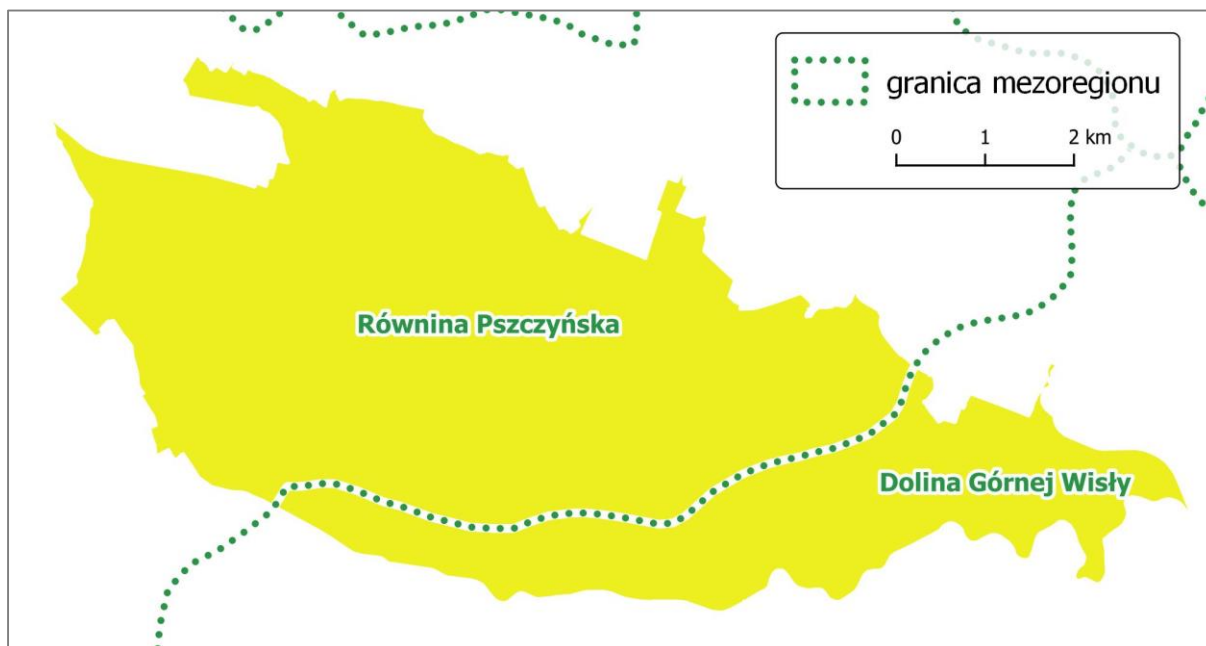 granica mezoregionu
0 1 2 km
Równina Pszczyńska
Dolina Górnej Wisły